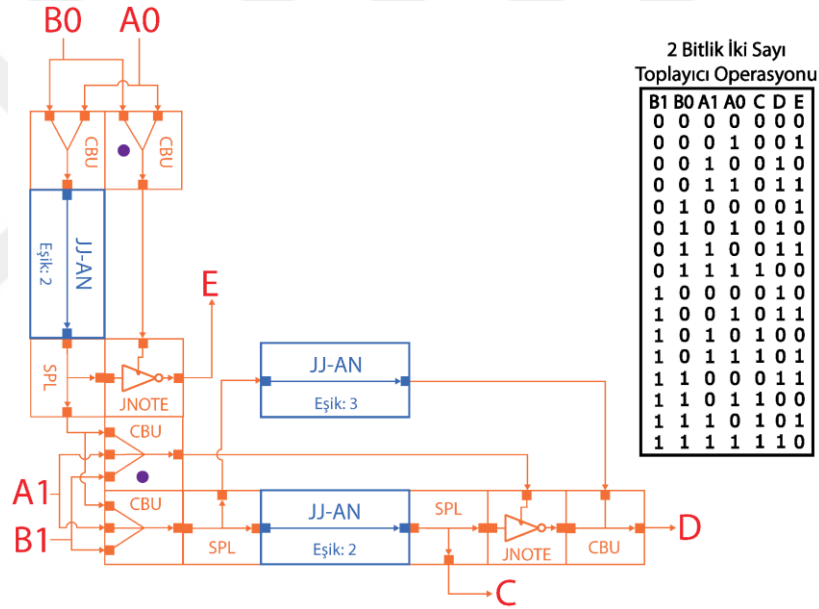 B0 A0
2 Bitlik İki Sayı
Toplayıcı Operasyonu
B1 B0 A1 A0 C D E
0 0 0 0 0 0 0
0 0 0 1 0 0 1
0 0 1 0 0 1 0
0 0 1 1 0 1 1
0 1 0 0 0 0 1
0 1 0 1 0 1 0
0 1 1 0 0 1 1
0 1 1 1 1 0 0
1 0 0 0 0 1 0
1 0 0 1 0 1 1
1 0 1 0 1 0 0
1 0 1 1 1 0 1
1 1 0 0 0 1 1
1 1 0 1 1 0 0
1 1 1 0 1 0 1
1 1 1 1 1 1 0
CBU
CBU
JJ-AN
Eşik: 2
E
SPL
JNOTE
JJ-AN
Eşik: 3
CBU
A1
B1
CBU
SPL
JJ-AN
Eşik: 2
SPL
JNOTE
CBU
D
C